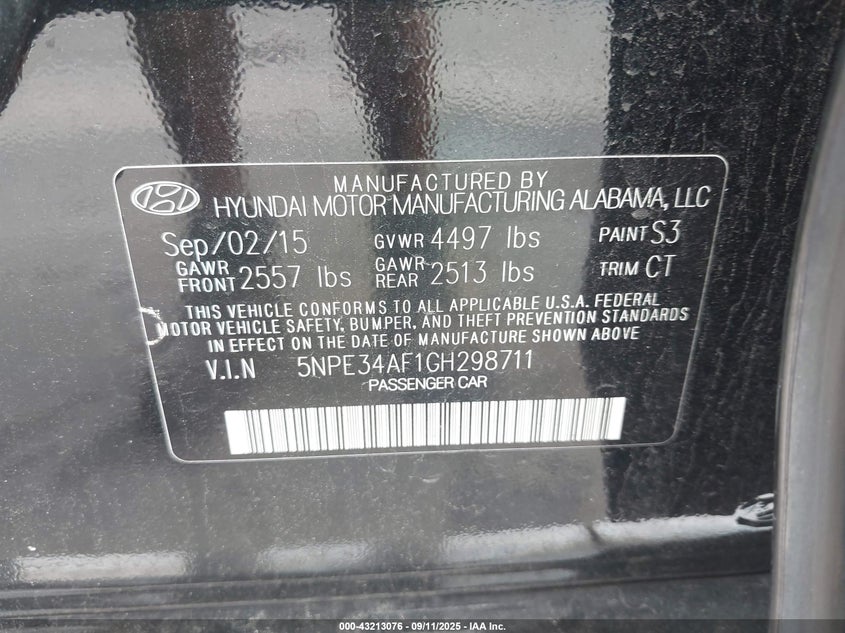 MANUFACTURED BY
HYUNDAI MOTOR MANUFACTURING ALABAMA, LLC
Sep/02/15 GVWR 4497 lbs PAINT S3
GAWR FRONT 2557 lbs GAWR REAR 2513 lbs TRIM CT
THIS VEHICLE CONFORMS TO ALL APPLICABLE U.S.A. FEDERAL
MOTOR VEHICLE SAFETY, BUMPER, AND THEFT PREVENTION STANDARDS
IN EFFECT ON THE DATE OF MANUFACTURE SHOWN ABOVE
V.I.N 5NPE34AF1GH298711
PASSENGER CAR
000-43213076 - 09/11/2025 - IAA Inc.